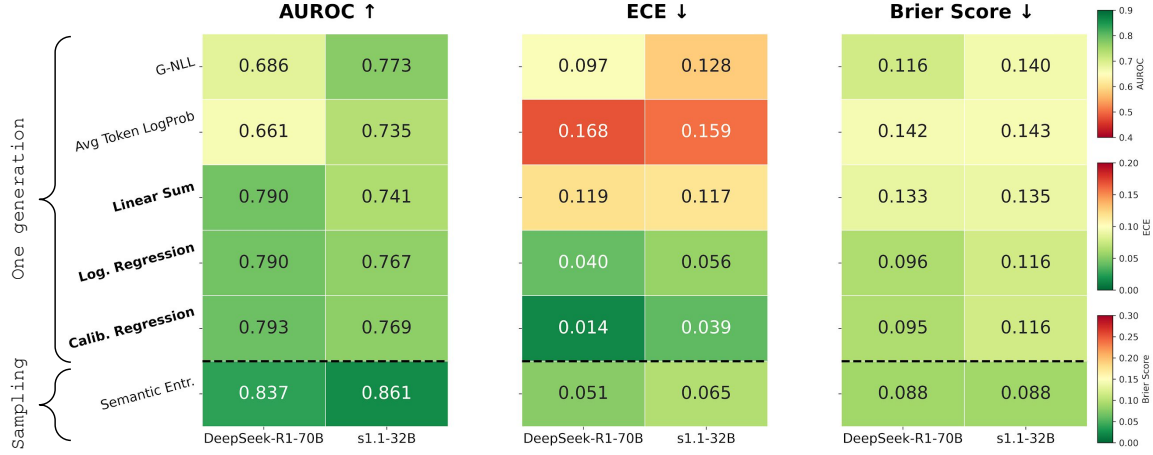 AUROC ↑
ECE ↓
Brier Score ↓
One generation
Sampling
G-NLL
0.686
0.773
0.097
0.128
0.116
0.140
Avg Token LogProb
0.661
0.735
0.168
0.159
0.142
0.143
Linear Sum
0.790
0.741
0.119
0.117
0.133
0.135
Log. Regression
0.790
0.767
0.040
0.056
0.096
0.116
Calib. Regression
0.793
0.769
0.014
0.039
0.095
0.116
Semantic Entr.
0.837
0.861
0.051
0.065
0.088
0.088
DeepSeek-R1-70B
s1.1-32B
DeepSeek-R1-70B
s1.1-32B
DeepSeek-R1-70B
s1.1-32B
0.9
0.8
0.7
0.6
0.5
0.4
AUROC
0.20
0.15
0.10
0.05
0.00
ECE
0.30
0.25
0.20
0.15
0.10
0.05
0.00
Brier Score